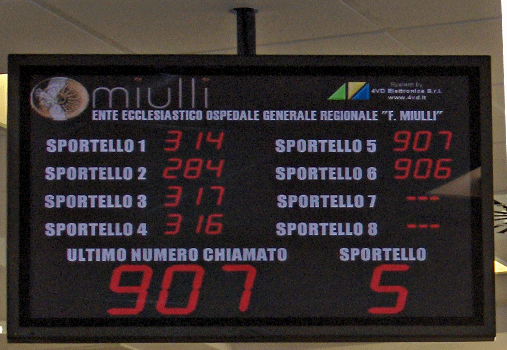 miulli
System by
4VD Elettronica S.r.l.
www.4vd.it
ENTE ECCLESIASTICO OSPEDALE GENERALE REGIONALE "F. MIULLI"
SPORTELLO 1 314 SPORTELLO 5 907
SPORTELLO 2 284 SPORTELLO 6 906
SPORTELLO 3 317 SPORTELLO 7 ---
SPORTELLO 4 316 SPORTELLO 8 ---
ULTIMO NUMERO CHIAMATO SPORTELLO
907 5